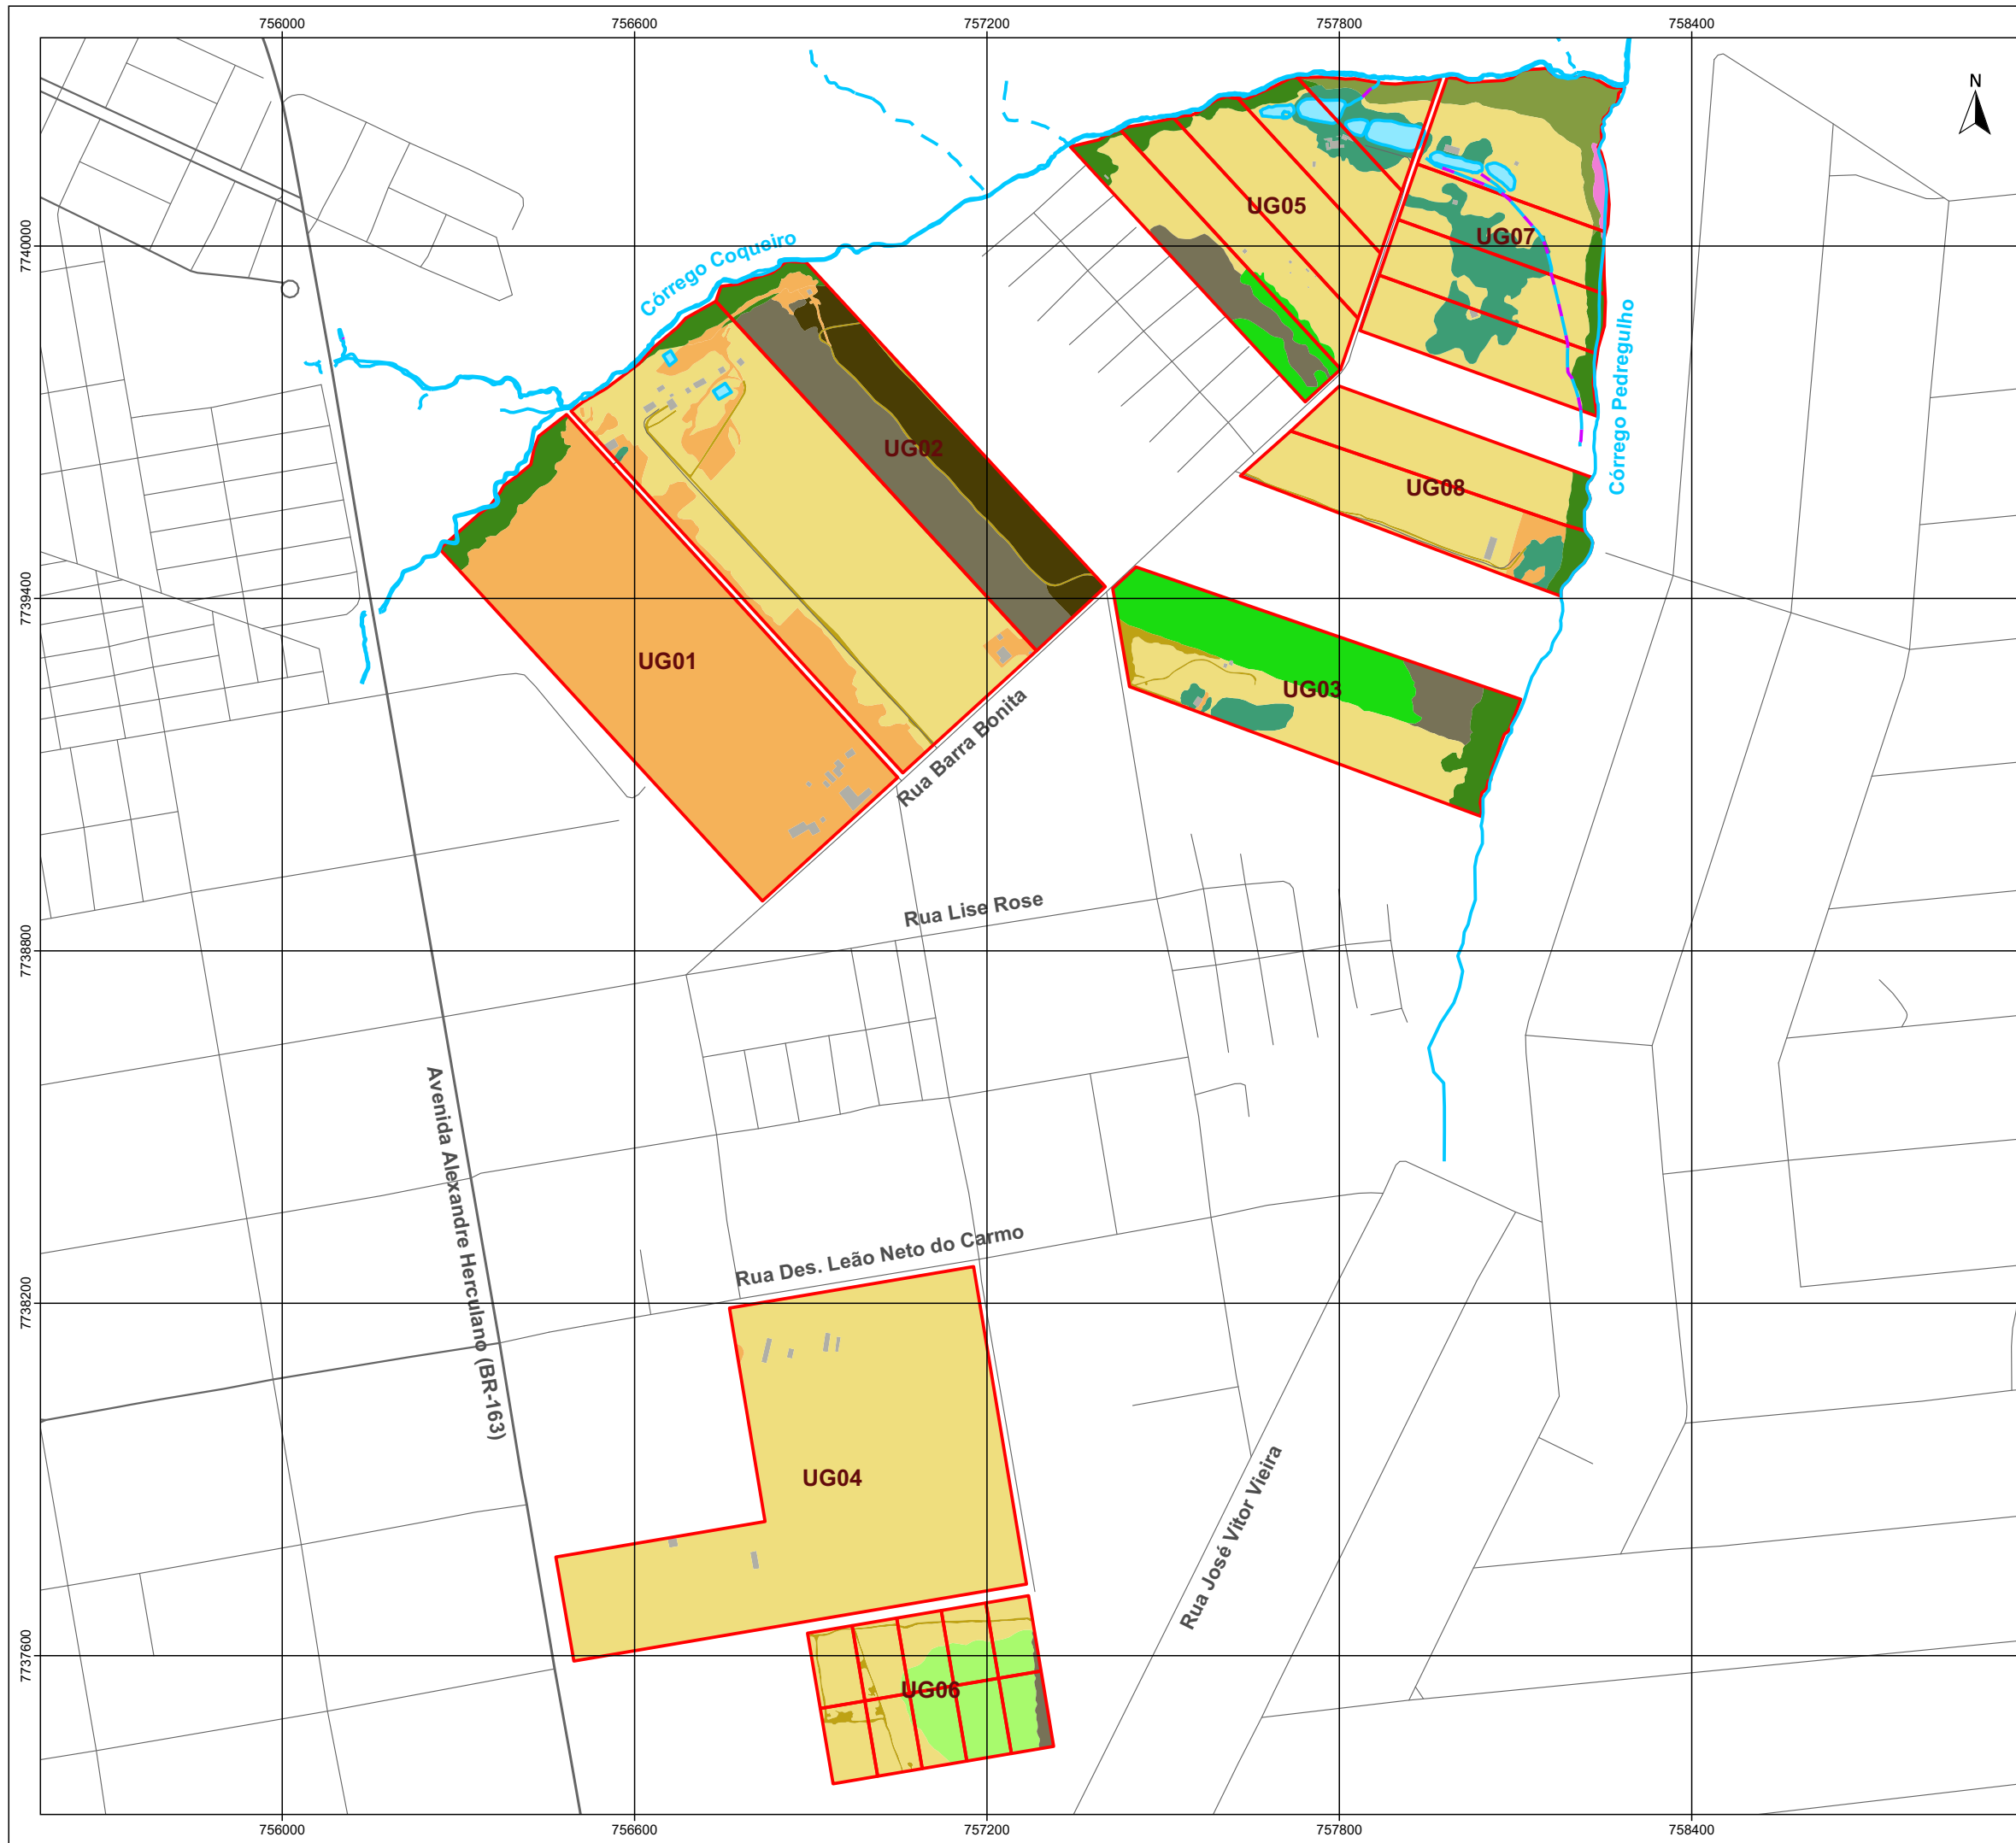 756000
756600
757200
757800
758400
N
7740000
UG05
UG07
Córrego Coqueiro
Córrego Pedregulho
UG02
UG08
7739400
UG01
UG03
Rua Barra Bonita
Rua Lise Rose
7738800
Avenida Alexandre Herculano (BR-163)
Rua Des. Leão Neto do Carmo
7738200
UG04
Rua José Vitor Vieira
7737600
UG06
756000
756600
757200
757800
758400